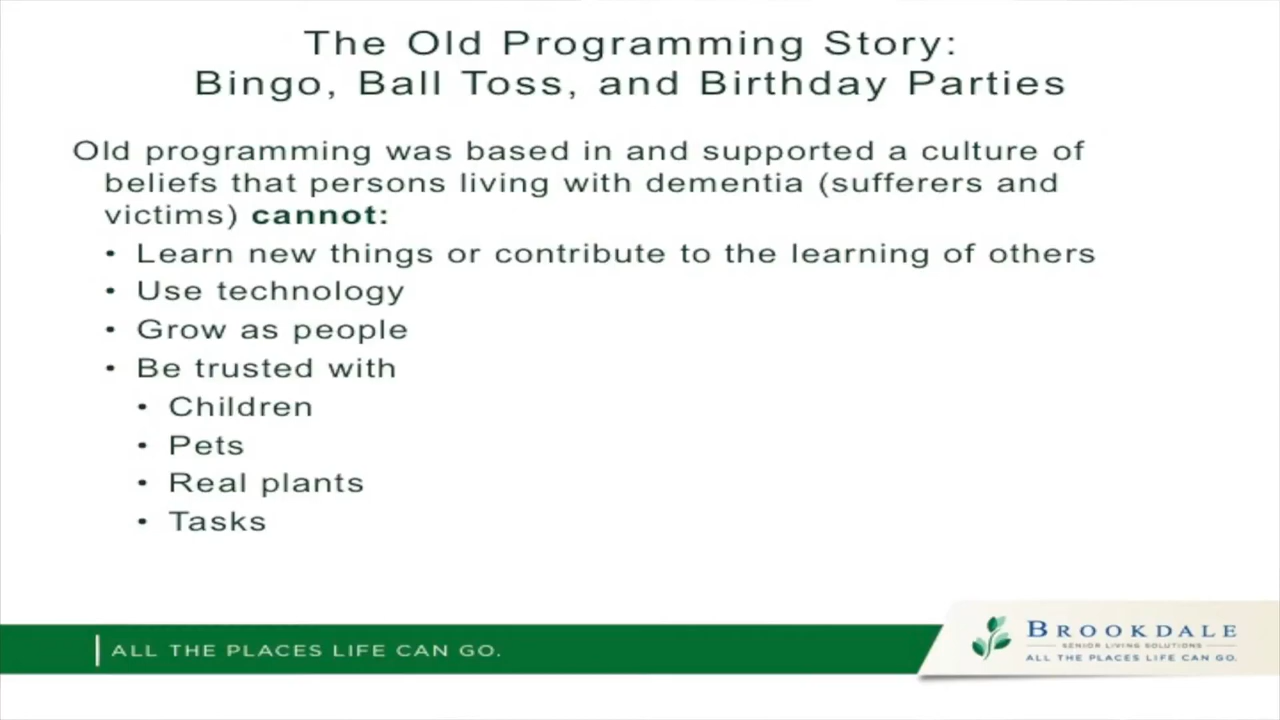 The Old Programming Story:
Bingo, Ball Toss, and Birthday Parties
Old programming was based in and supported a culture of
beliefs that persons living with dementia (sufferers and
victims) cannot:
• Learn new things or contribute to the learning of others
• Use technology
• Grow as people
• Be trusted with
• Children
• Pets
• Real plants
• Tasks
ALL THE PLACES LIFE CAN GO.
BROOKDALE
SENIOR LIVING SOLUTIONS
ALL THE PLACES LIFE CAN GO.